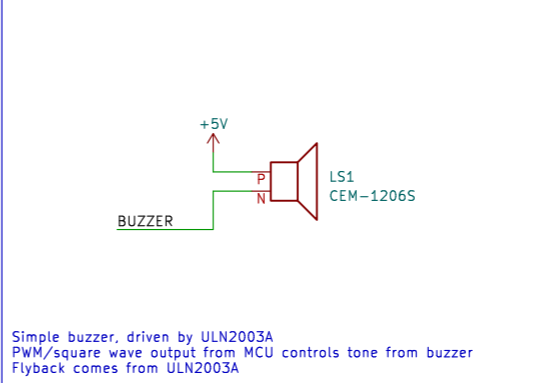 +5V
P
LS1
N
CEM-1206S
BUZZER
Simple buzzer, driven by ULN2003A
PWM/square wave output from MCU controls tone from buzzer
Flyback comes from ULN2003A